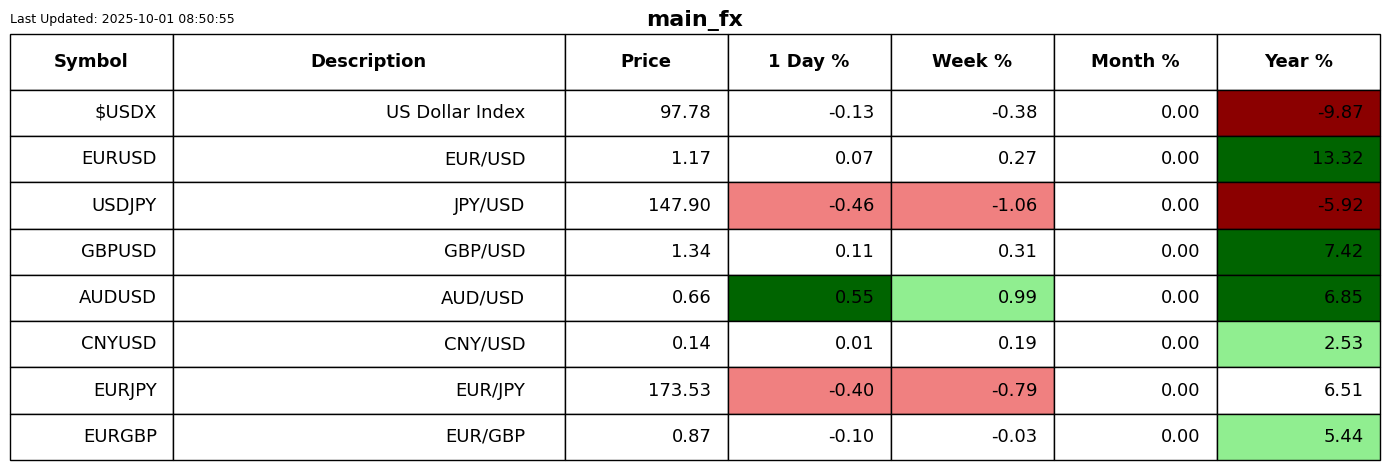 Last Updated: 2025-10-01 08:50:55
main_fx
Symbol Description Price 1 Day % Week % Month % Year %
$USDX US Dollar Index 97.78 -0.13 -0.38 0.00 -9.87
EURUSD EUR/USD 1.17 0.07 0.27 0.00 13.32
USDJPY JPY/USD 147.90 -0.46 -1.06 0.00 -5.92
GBPUSD GBP/USD 1.34 0.11 0.31 0.00 7.42
AUDUSD AUD/USD 0.66 0.55 0.99 0.00 6.85
CNYUSD CNY/USD 0.14 0.01 0.19 0.00 2.53
EURJPY EUR/JPY 173.53 -0.40 -0.79 0.00 6.51
EURGBP EUR/GBP 0.87 -0.10 -0.03 0.00 5.44